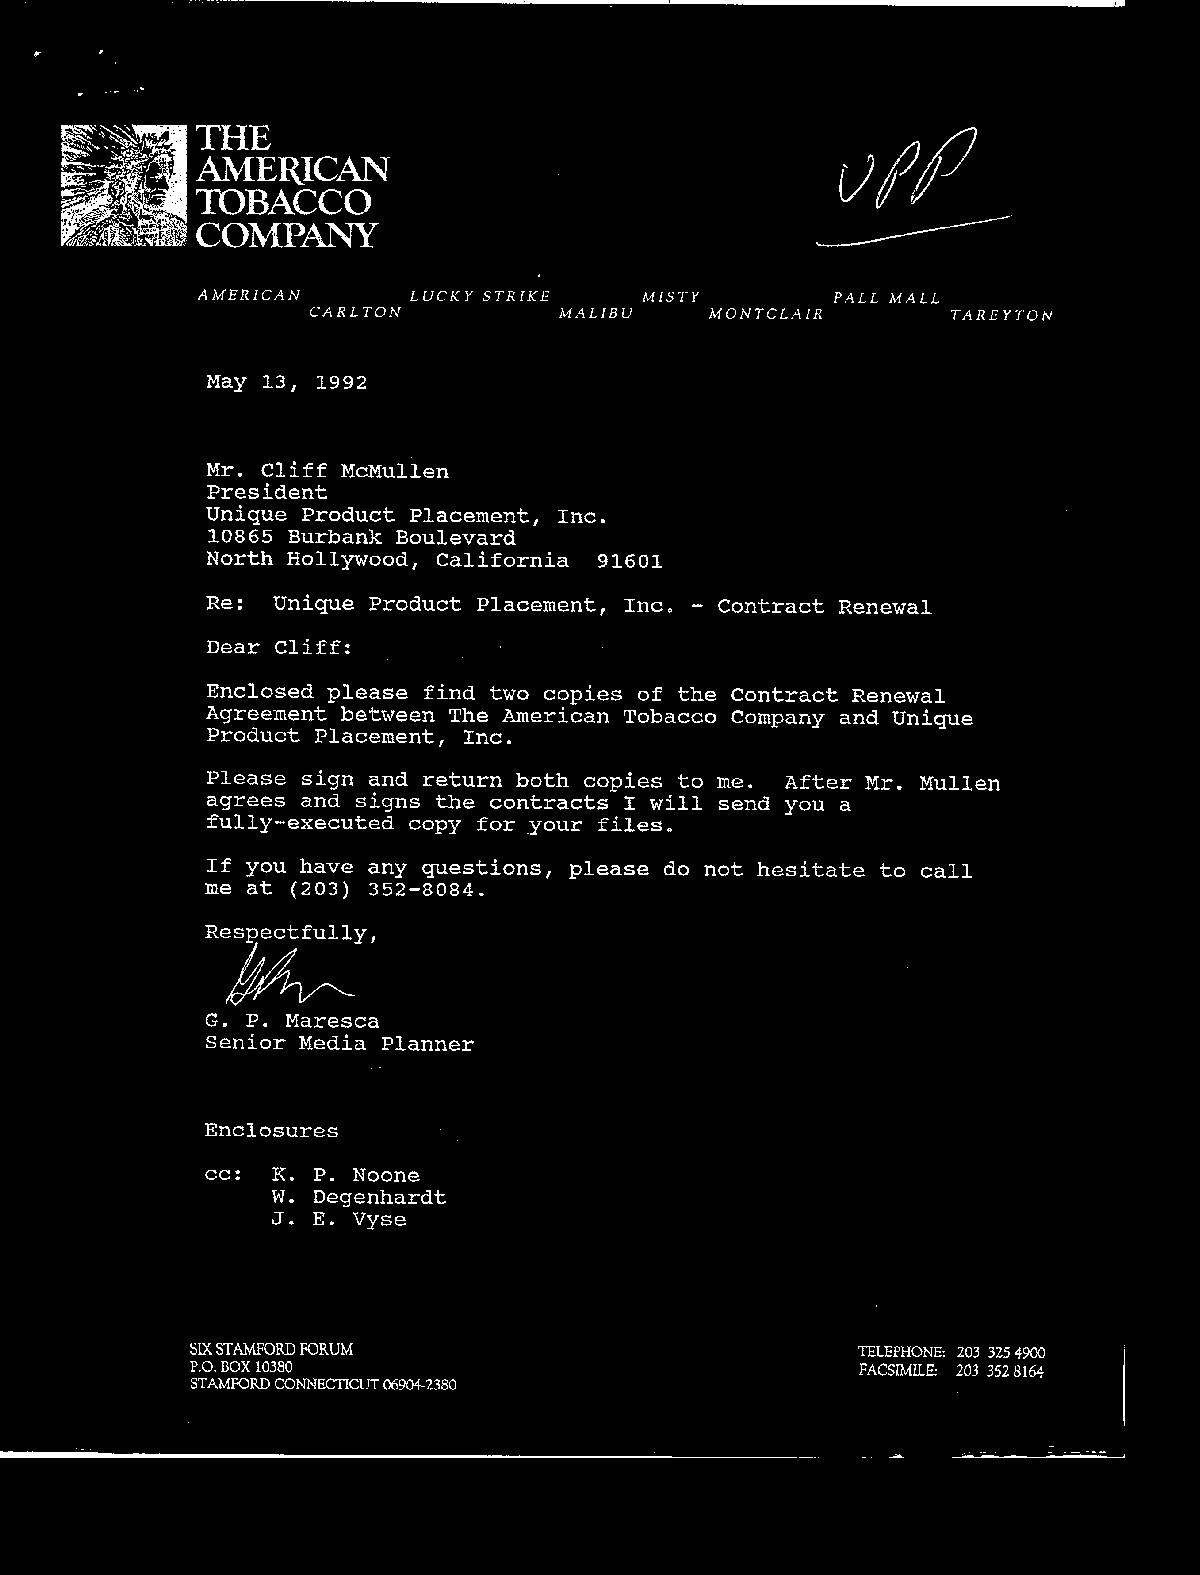 THE
AMERICAN
TOBACCO
COMPANY
UPP
AMERICAN LUCKY STRIKE MISTY PALL MALL
CARLTON MALIBU MONTCLAIR TAREYTON
May 13, 1992
Mr. Cliff McMullen
President
Unique Product Placement, Inc.
10865 Burbank Boulevard
North Hollywood, California 91601
Re: Unique Product Placement, Inc. - Contract Renewal
Dear Cliff:
Enclosed please find two copies of the Contract Renewal
Agreement between The American Tobacco Company and Unique
Product Placement, Inc.
Please sign and return both copies to me. After Mr. Mullen
agrees and signs the contracts I will send you a
fully-executed copy for your files.
If you have any questions, please do not hesitate to call
me at (203) 352-8084.
Respectfully,
G. P. Maresca
Senior Media Planner
Enclosures
cc: K. P. Noone
W. Degenhardt
J. E. Vyse
SIX STAMFORD FORUM
P.O. BOX 10380
STAMFORD CONNECTICUT 06904-2380
TELEPHONE: 203 325 4900
FACSIMILE: 203 352 8164